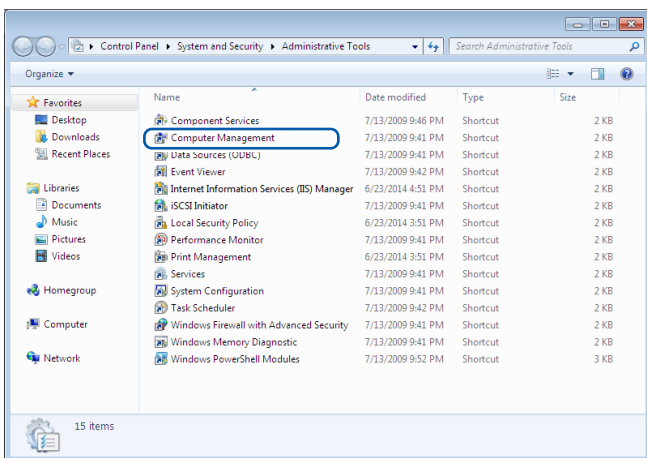 Control Panel ▸ System and Security ▸ Administrative Tools Search Administrative Tools
Organize
Name Date modified Type Size
Favorites
Desktop Component Services 7/13/2009 9:46 PM Shortcut 2 KB
Downloads Computer Management 7/13/2009 9:41 PM Shortcut 2 KB
Recent Places Data Sources (ODBC) 7/13/2009 9:41 PM Shortcut 2 KB
Event Viewer 7/13/2009 9:42 PM Shortcut 2 KB
Libraries Internet Information Services (IIS) Manager 6/23/2014 4:51 PM Shortcut 2 KB
Documents iSCSI Initiator 7/13/2009 9:41 PM Shortcut 2 KB
Music Local Security Policy 6/23/2014 3:51 PM Shortcut 2 KB
Pictures Performance Monitor 7/13/2009 9:41 PM Shortcut 2 KB
Videos Print Management 6/23/2014 3:51 PM Shortcut 2 KB
Services 7/13/2009 9:41 PM Shortcut 2 KB
Homegroup System Configuration 7/13/2009 9:41 PM Shortcut 2 KB
Task Scheduler 7/13/2009 9:42 PM Shortcut 2 KB
Computer Windows Firewall with Advanced Security 7/13/2009 9:41 PM Shortcut 2 KB
Windows Memory Diagnostic 7/13/2009 9:41 PM Shortcut 2 KB
Network Windows PowerShell Modules 7/13/2009 9:52 PM Shortcut 3 KB
15 items